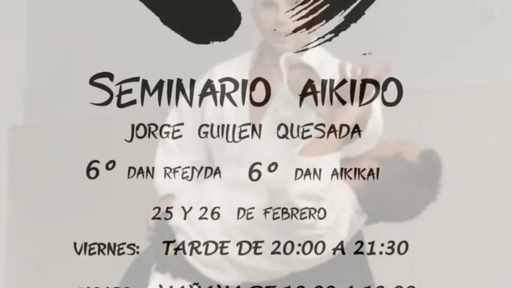 SEMINARIO AIKIDO
JORGE GUILLEN QUESADA
6º DAN RFEJYDA 6º DAN AIKIKAI
25 Y 26 DE FEBRERO
VIERNES: TARDE DE 20:00 A 21:30